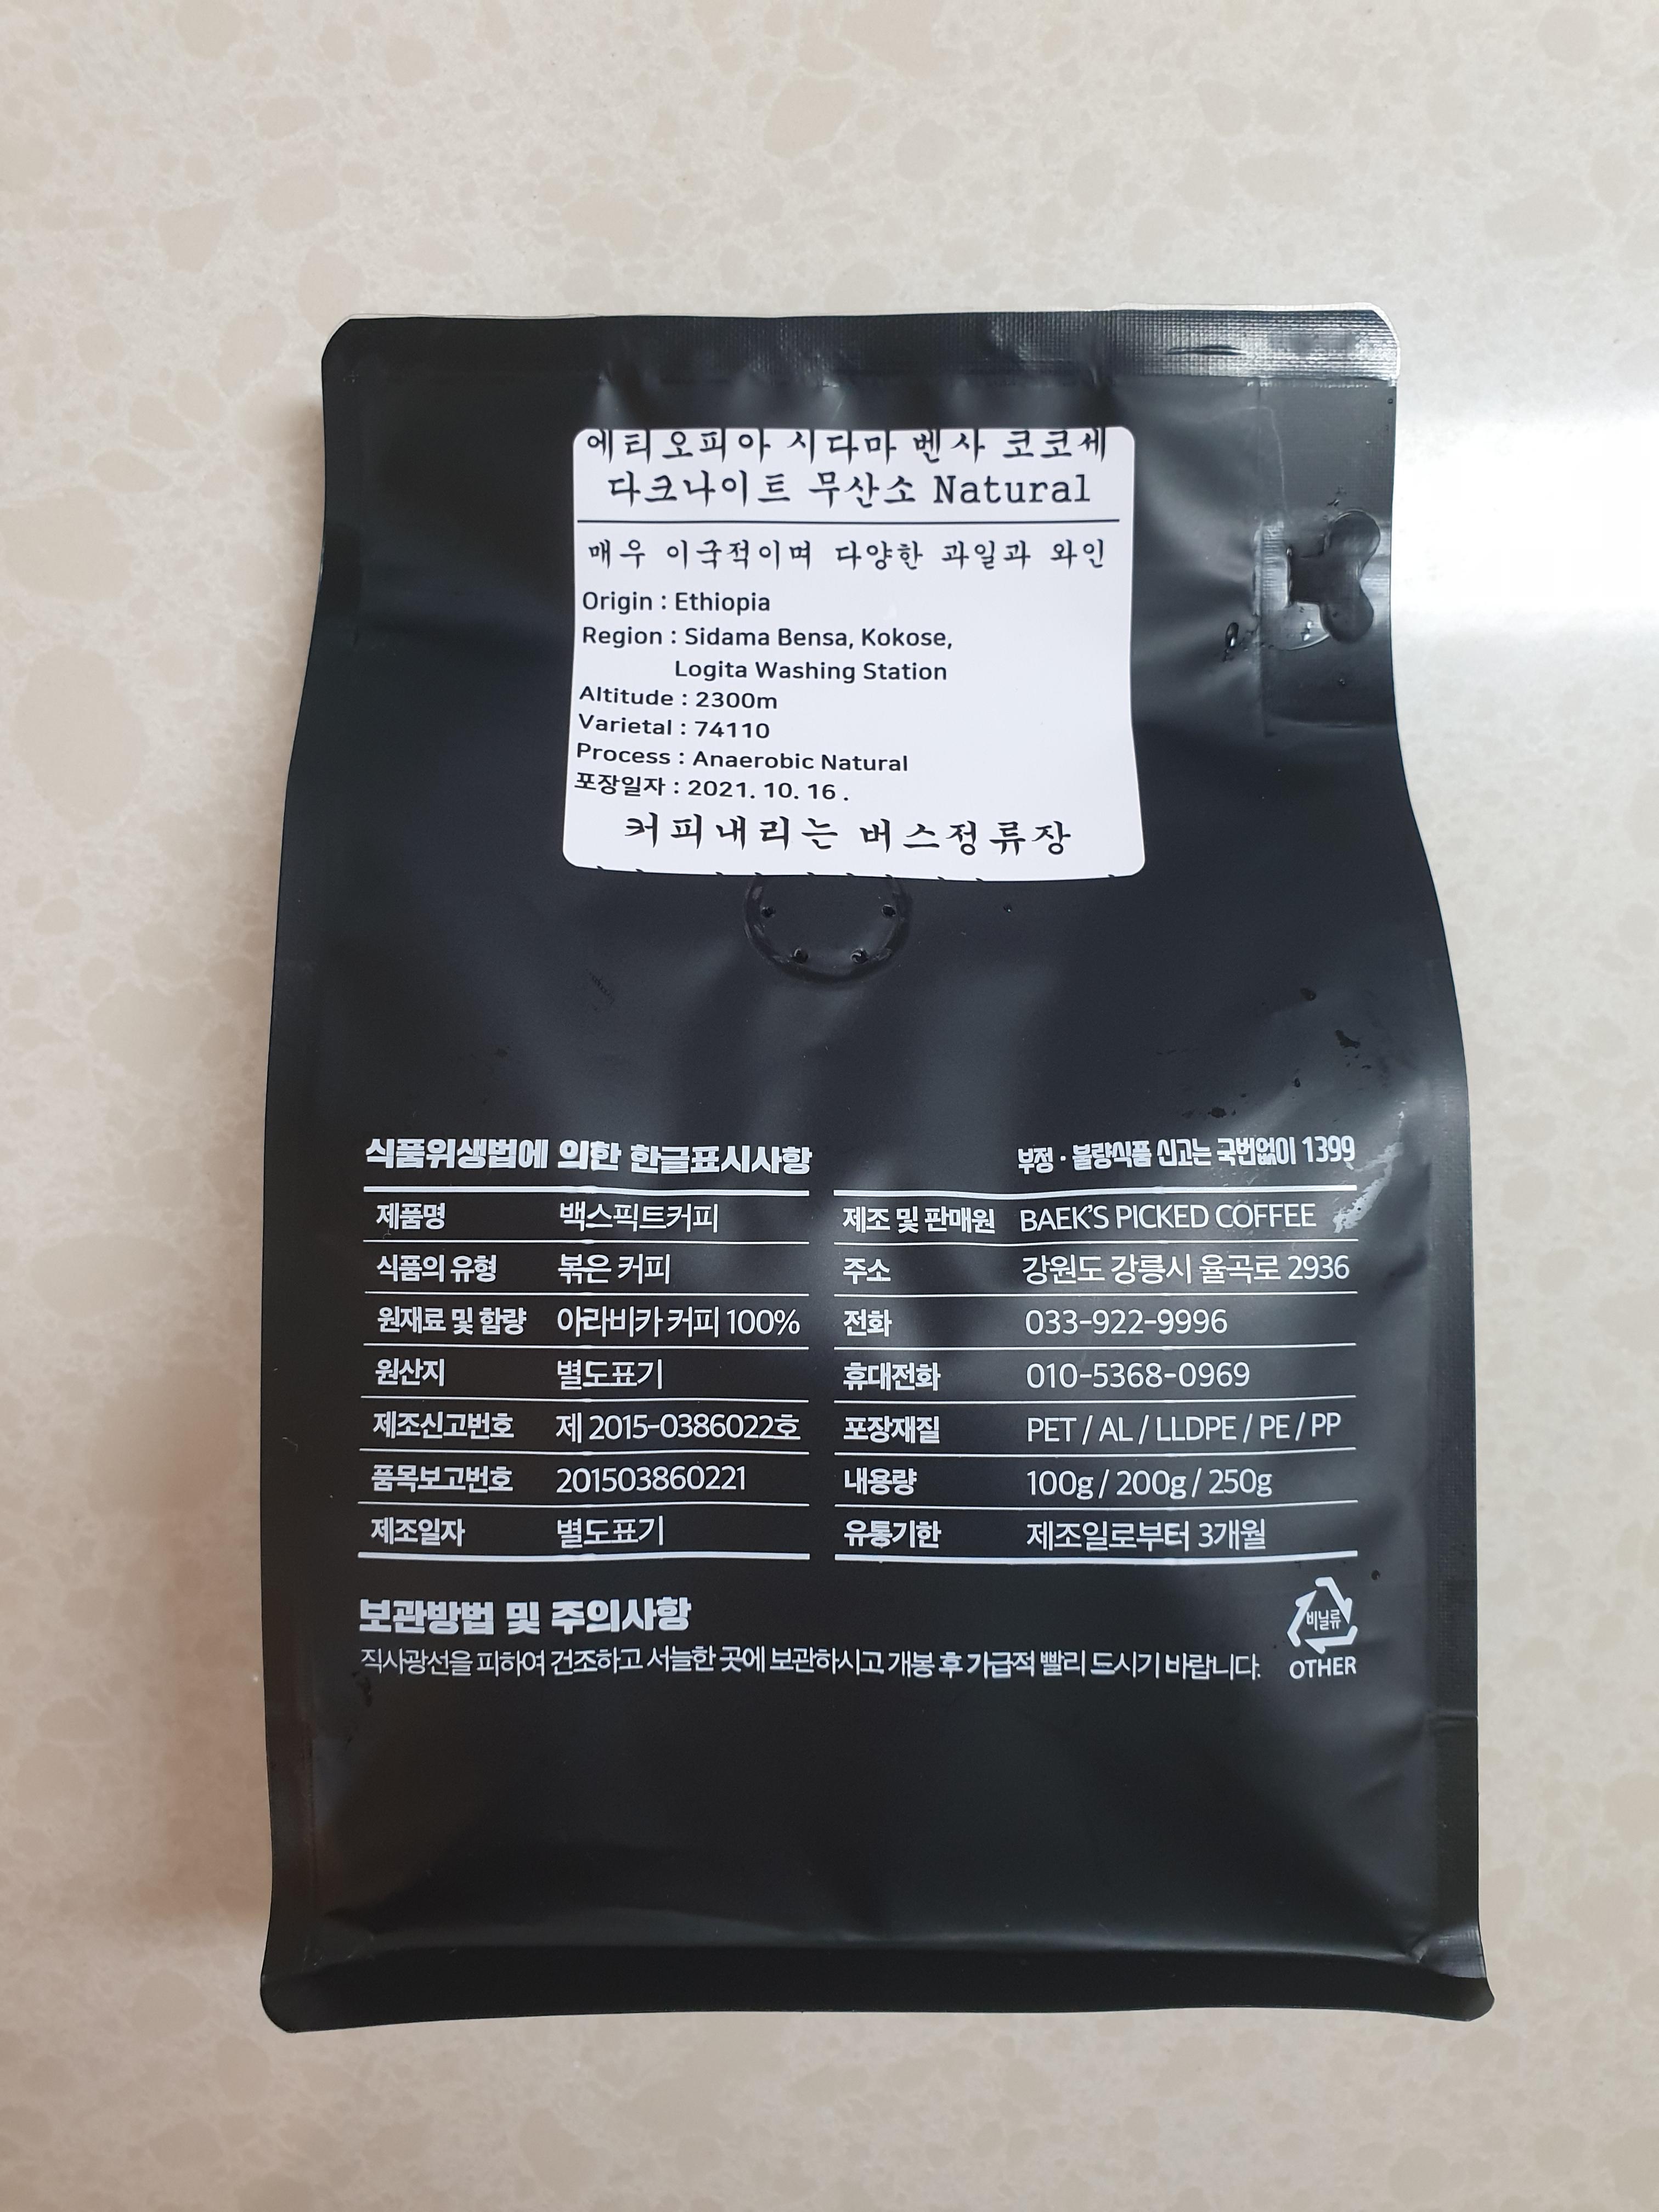 에티오피아 시다마 벤사 코코세
다크나이트 무산소 Natural
매우 이국적이며 다양한 과일과 와인
Origin : Ethiopia
Region : Sidama Bensa, Kokose,
Logita Washing Station
Altitude : 2300m
Varietal : 74110
Process : Anaerobic Natural
포장일자 : 2021. 10. 16 .
커피내리는 버스정류장
식품위생법에 의한 한글표시사항
부정 · 불량식품 신고는 국번없이 1399
제품명 백스픽트커피
식품의 유형 볶은 커피
원재료 및 함량 아라비카 커피 100%
원산지 별도표기
제조신고번호 제 2015-0386022호
품목보고번호 201503860221
제조일자 별도표기
제조 및 판매원 BAEK'S PICKED COFFEE
주소 강원도 강릉시 율곡로 2936
전화 033-922-9996
휴대전화 010-5368-0969
포장재질 PET / AL / LLDPE / PE / PP
내용량 100g / 200g / 250g
유통기한 제조일로부터 3개월
보관방법 및 주의사항
직사광선을 피하여 건조하고 서늘한 곳에 보관하시고 개봉 후 가급적 빨리 드시기 바랍니다.
비닐류
OTHER